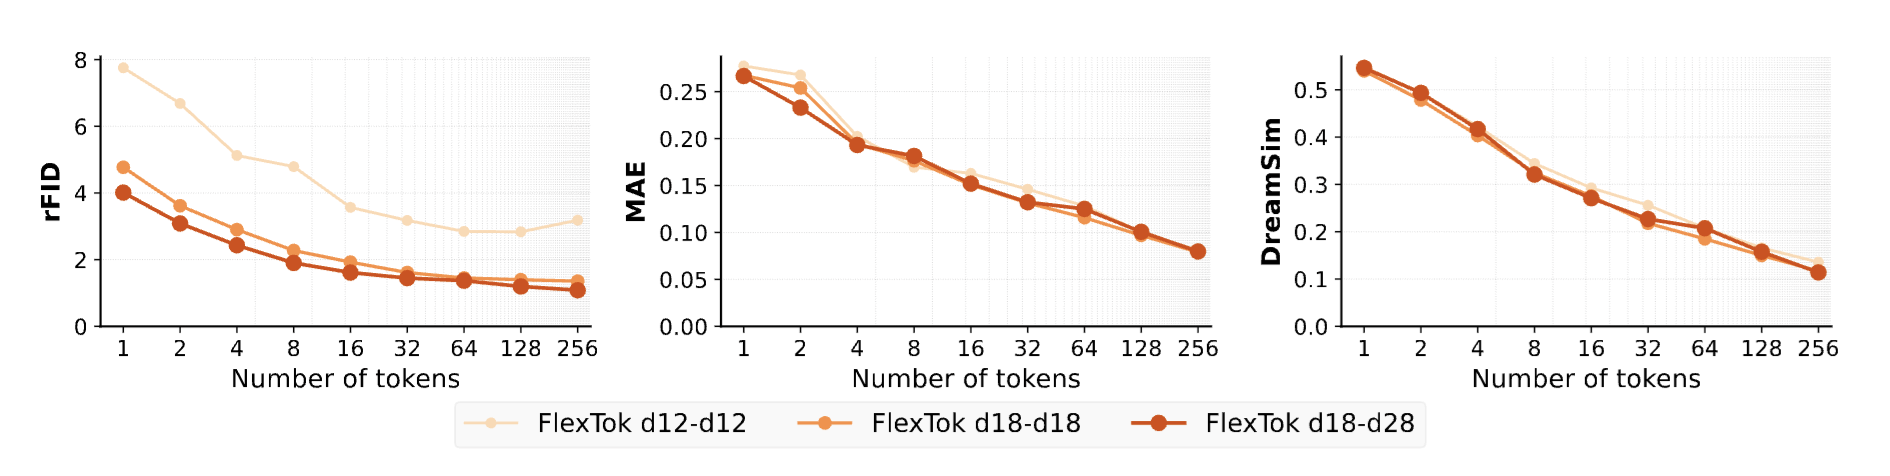 rFID
8
6
4
2
0
1 2 4 8 16 32 64 128 256
Number of tokens
MAE
0.25
0.20
0.15
0.10
0.05
0.00
1 2 4 8 16 32 64 128 256
Number of tokens
DreamSim
0.5
0.4
0.3
0.2
0.1
0.0
1 2 4 8 16 32 64 128 256
Number of tokens
FlexTok d12-d12 FlexTok d18-d18 FlexTok d18-d28